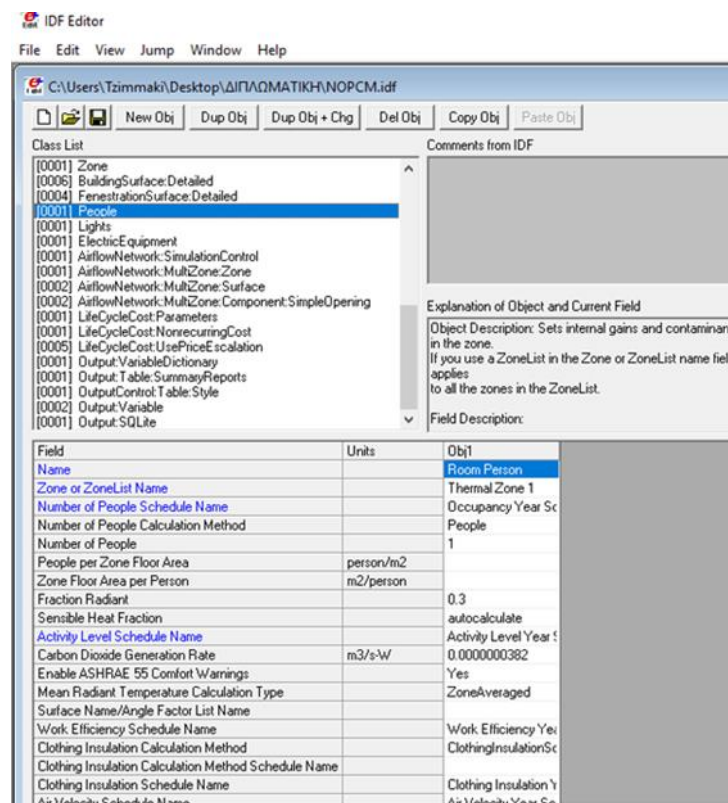 IDF Editor
File Edit View Jump Window Help
C:\Users\Tzimmaki\Desktop\ΔΙΠΛΩΜΑΤΙΚΗ\NOPCM.idf
New Obj Dup Obj Dup Obj + Chg Del Obj Copy Obj Paste Obj
Class List Comments from IDF
[0001] Zone
[0006] BuildingSurface:Detailed
[0004] FenestrationSurface:Detailed
[0001] People
[0001] Lights
[0001] ElectricEquipment
[0001] AirflowNetwork:SimulationControl
[0001] AirflowNetwork:MultiZone:Zone
[0002] AirflowNetwork:MultiZone:Surface
[0002] AirflowNetwork:MultiZone:Component:SimpleOpening
[0001] LifeCycleCost:Parameters
[0001] LifeCycleCost:NonrecurringCost
[0005] LifeCycleCost:UsePriceEscalation
[0001] Output:VariableDictionary
[0001] Output:Table:SummaryReports
[0001] OutputControl:Table:Style
[0002] Output:Variable
[0001] Output:SQLite
Explanation of Object and Current Field
Object Description: Sets internal gains and contaminan
in the zone.
If you use a ZoneList in the Zone or ZoneList name fiel
applies
to all the zones in the ZoneList.
Field Description:
Field Units Obj1
Name Room Person
Zone or ZoneList Name Thermal Zone 1
Number of People Schedule Name Occupancy Year Sc
Number of People Calculation Method People
Number of People 1
People per Zone Floor Area person/m2
Zone Floor Area per Person m2/person
Fraction Radiant 0.3
Sensible Heat Fraction autocalculate
Activity Level Schedule Name Activity Level Year S
Carbon Dioxide Generation Rate m3/s-W 0.0000000382
Enable ASHRAE 55 Comfort Warnings Yes
Mean Radiant Temperature Calculation Type ZoneAveraged
Surface Name/Angle Factor List Name
Work Efficiency Schedule Name Work Efficiency Yea
Clothing Insulation Calculation Method ClothingInsulationSc
Clothing Insulation Calculation Method Schedule Name
Clothing Insulation Schedule Name Clothing Insulation Y
Air Velocity Schedule Name Air Velocity Year Sc